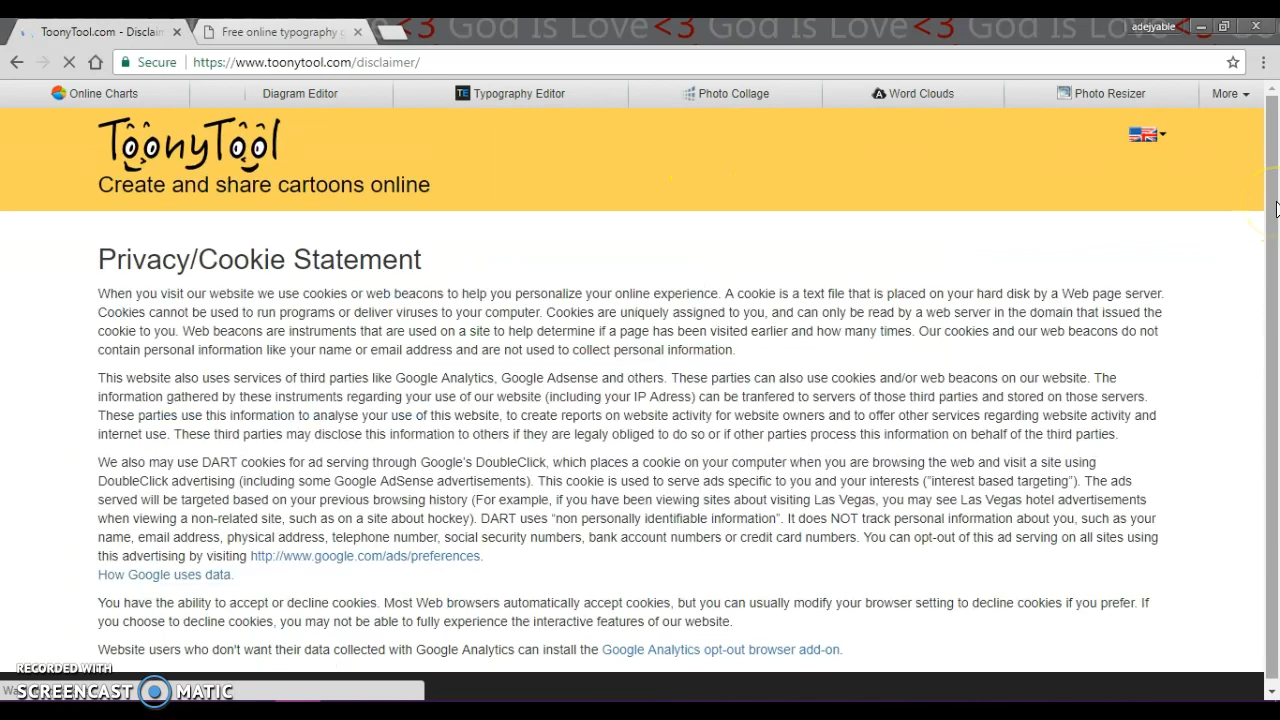 <3 God Is Love<3 God Is Love<3
adejyable
ToonyTool.com - Disclai
Free online typography
Secure
https://www.toonytool.com/disclaimer/
Online Charts
Diagram Editor
TE Typography Editor
Photo Collage
Word Clouds
Photo Resizer
More
ToonyTool
Create and share cartoons online
Privacy/Cookie Statement
When you visit our website we use cookies or web beacons to help you personalize your online experience. A cookie is a text file that is placed on your hard disk by a Web page server.
Cookies cannot be used to run programs or deliver viruses to your computer. Cookies are uniquely assigned to you, and can only be read by a web server in the domain that issued the
cookie to you. Web beacons are instruments that are used on a site to help determine if a page has been visited earlier and how many times. Our cookies and our web beacons do not
contain personal information like your name or email address and are not used to collect personal information.
This website also uses services of third parties like Google Analytics, Google Adsense and others. These parties can also use cookies and/or web beacons on our website. The
information gathered by these instruments regarding your use of our website (including your IP Adress) can be tranfered to servers of those third parties and stored on those servers.
These parties use this information to analyse your use of this website, to create reports on website activity for website owners and to offer other services regarding website activity and
internet use. These third parties may disclose this information to others if they are legaly obliged to do so or if other parties process this information on behalf of the third parties.
We also may use DART cookies for ad serving through Google's DoubleClick, which places a cookie on your computer when you are browsing the web and visit a site using
DoubleClick advertising (including some Google AdSense advertisements). This cookie is used to serve ads specific to you and your interests ("interest based targeting"). The ads
served will be targeted based on your previous browsing history (For example, if you have been viewing sites about visiting Las Vegas, you may see Las Vegas hotel advertisements
when viewing a non-related site, such as on a site about hockey). DART uses "non personally identifiable information". It does NOT track personal information about you, such as your
name, email address, physical address, telephone number, social security numbers, bank account numbers or credit card numbers. You can opt-out of this ad serving on all sites using
this advertising by visiting http://www.google.com/ads/preferences.
How Google uses data.
You have the ability to accept or decline cookies. Most Web browsers automatically accept cookies, but you can usually modify your browser setting to decline cookies if you prefer. If
you choose to decline cookies, you may not be able to fully experience the interactive features of our website.
Website users who don't want their data collected with Google Analytics can install the Google Analytics opt-out browser add-on.
RECORDED WITH
SCREENCAST MATIC